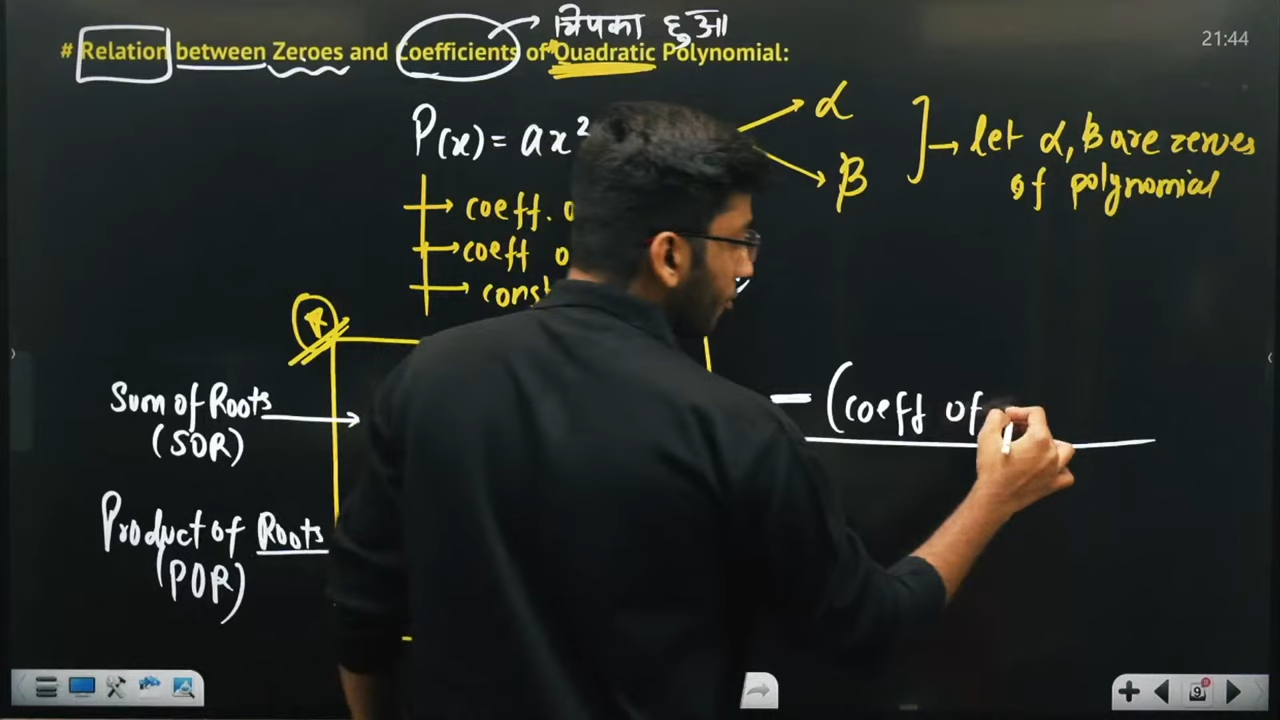 चिपका हुआ
21:44
# Relation between Zeroes and Coefficients of Quadratic Polynomial:
P(x) = ax²
α
β
let α, β are zeroes
of polynomial
coeff. o
coeff o
const
R
Sum of Roots
(SOR)
- (coeff of
Product of Roots
(POR)
9